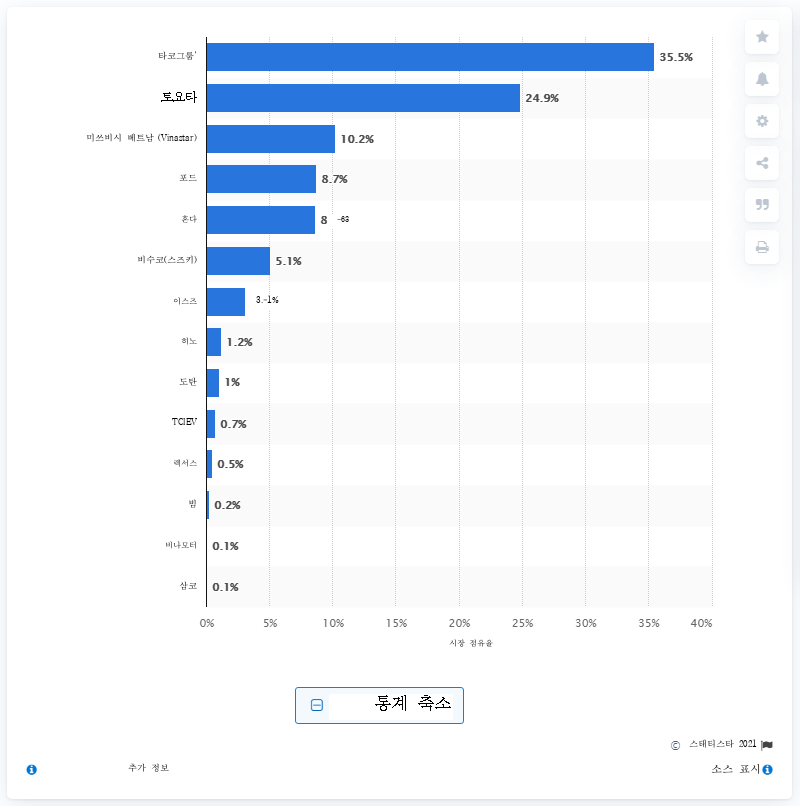 타코그룹* 35.5%
토요타 24.9%
미쓰비시 베트남 (Vinastar) 10.2%
포드 8.7%
혼다 8 -6%
비수코(스즈키) 5.1%
이스즈 3.-1%
히노 1.2%
도탄 1%
TCIEV 0.7%
렉서스 0.5%
빔 0.2%
비나모터 0.1%
삼코 0.1%
0% 5% 10% 15% 20% 25% 30% 35% 40%
시장 점유율
통계 축소
© 스태티스타 2021
추가 정보 소스 표시